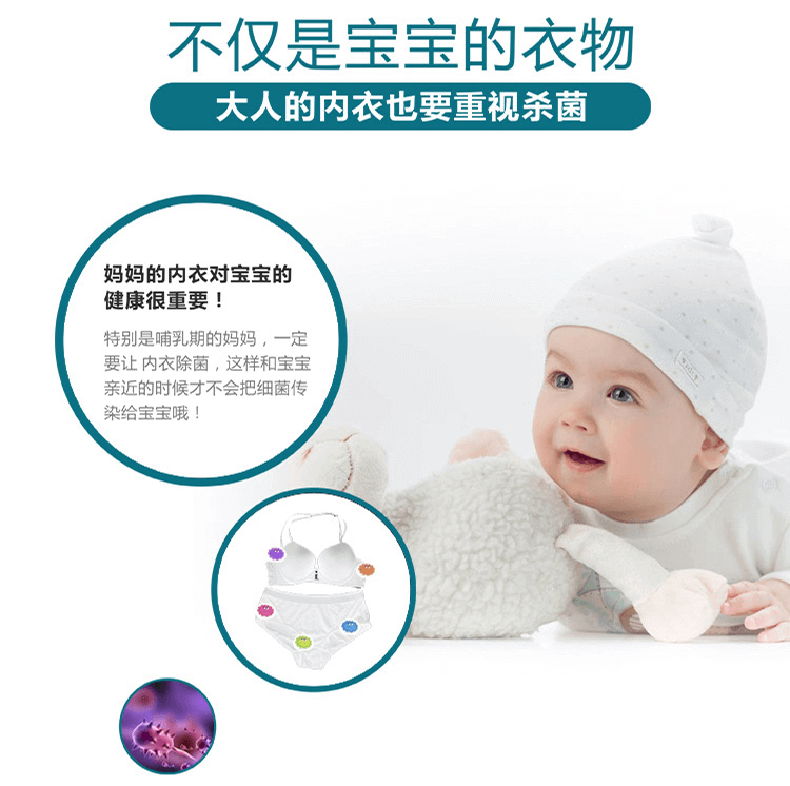 不仅是宝宝的衣物
大人的内衣也要重视杀菌
妈妈的内衣对宝宝的
健康很重要！
特别是哺乳期的妈妈，一定
要让 内衣除菌，这样和宝宝
亲近的时候才不会把细菌传
染给宝宝哦！